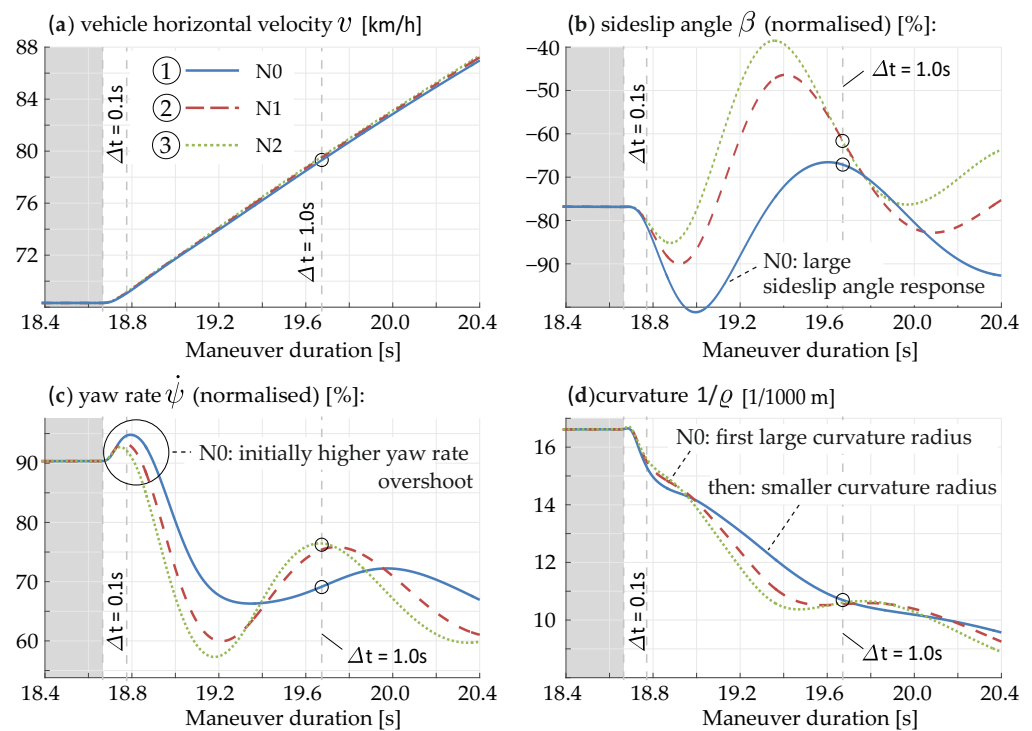 (a) vehicle horizontal velocity v [km/h]
88
84
80
76
72
① N0
② N1
③ N2
Δt = 0.1s
Δt = 1.0s
18.4 18.8 19.2 19.6 20.0 20.4
Maneuver duration [s]
(b) sideslip angle β (normalised) [%]:
−40
−50
−60
−70
−80
−90
Δt = 0.1s
Δt = 1.0s
N0: large
sideslip angle response
18.4 18.8 19.2 19.6 20.0 20.4
Maneuver duration [s]
(c) yaw rate ψ̇ (normalised) [%]:
90
80
70
60
N0: initially higher yaw rate
overshoot
Δt = 0.1s
Δt = 1.0s
18.4 18.8 19.2 19.6 20.0 20.4
Maneuver duration [s]
(d)curvature 1/ϱ [1/1000 m]
16
14
12
10
N0: first large curvature radius
then: smaller curvature radius
Δt = 0.1s
Δt = 1.0s
18.4 18.8 19.2 19.6 20.0 20.4
Maneuver duration [s]